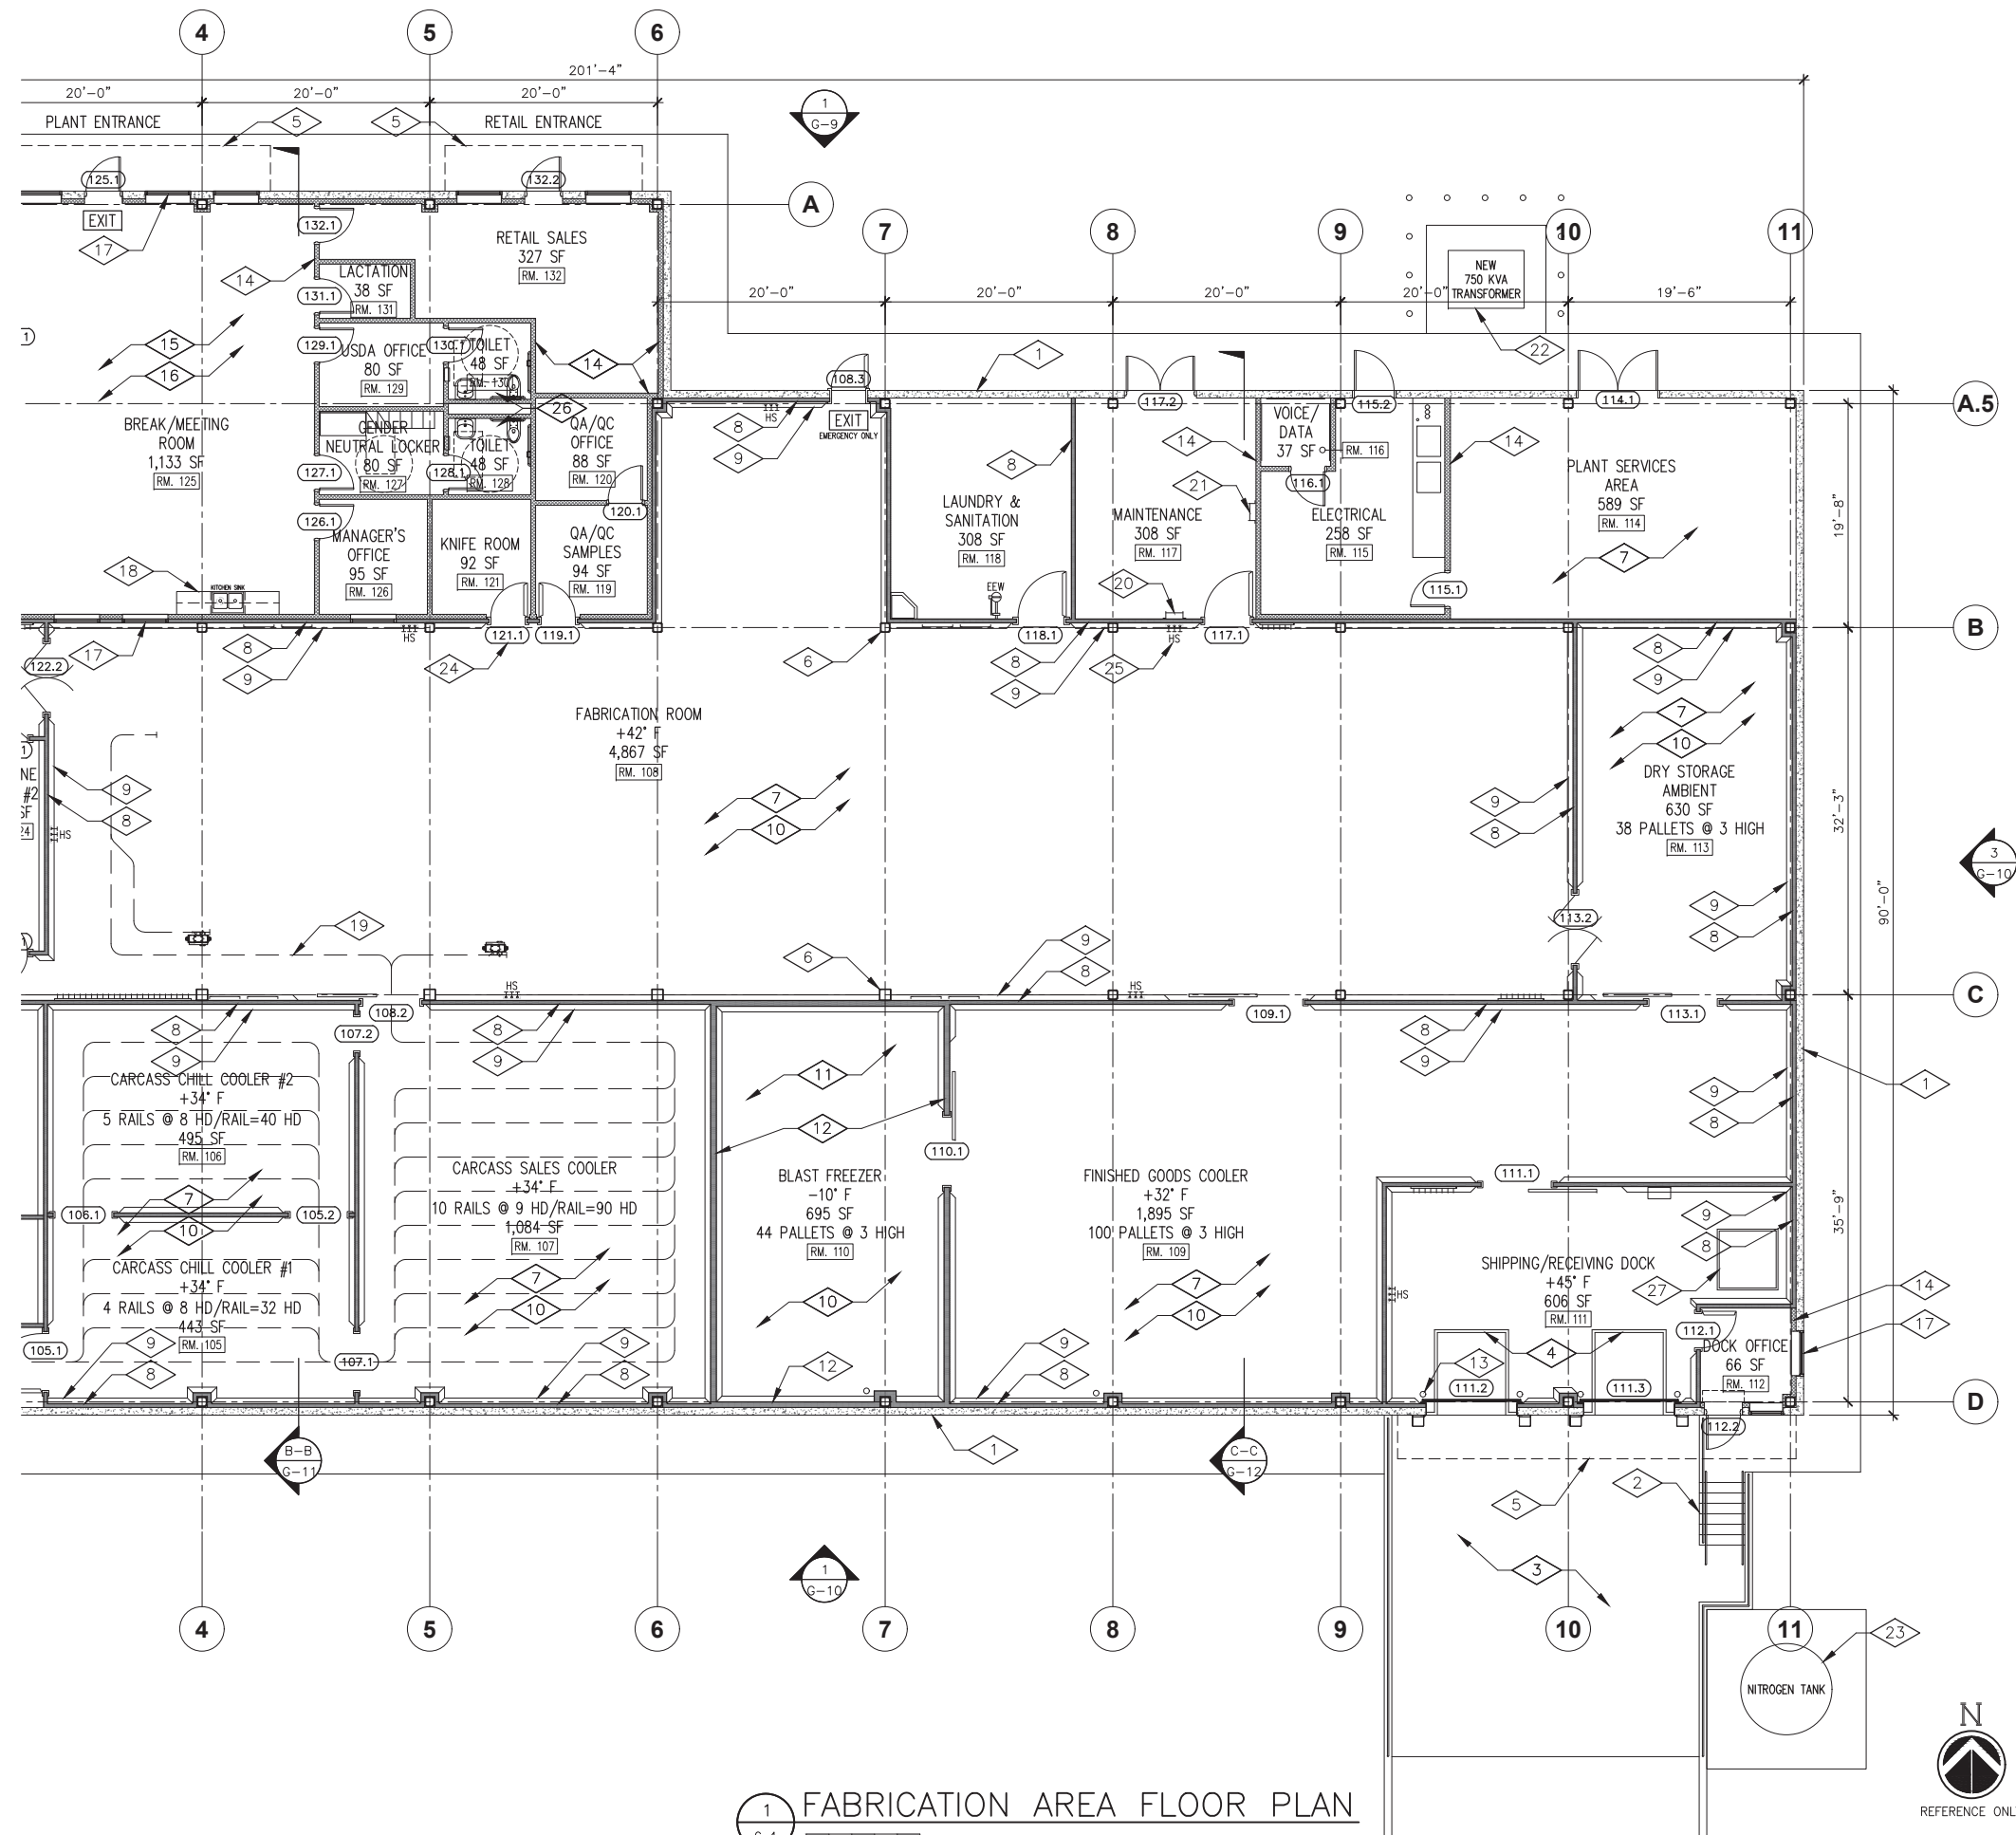 4
5
6
201'-4"
20'-0"
20'-0"
20'-0"
PLANT ENTRANCE
5
5
RETAIL ENTRANCE
1
G-9
125.1
132.2
A
EXIT
17
132.1
RETAIL SALES
327 SF
RM. 132
7
8
9
10
11
14
LACTATION
38 SF
RM. 131
131.1
NEW
750 KVA
TRANSFORMER
20'-0"
20'-0"
20'-0"
20'-0"
19'-6"
22
15
16
129.1
USDA OFFICE
80 SF
RM. 129
130.1
TOILET
48 SF
RM. 130
14
1
108.3
117.2
115.2
114.1
A.5
BREAK/MEETING
ROOM
1,133 SF
RM. 125
26
GENDER
NEUTRAL LOCKER
80 SF
RM. 127
127.1
TOILET
48 SF
RM. 128
128.1
QA/QC
OFFICE
88 SF
RM. 120
120.1
8
HS
9
EXIT
EMERGENCY ONLY
8
VOICE/
DATA
37 SF
RM. 116
116.1
14
14
21
PLANT SERVICES
AREA
589 SF
RM. 114
7
19'-8"
126.1
MANAGER'S
OFFICE
95 SF
RM. 126
KNIFE ROOM
92 SF
RM. 121
QA/QC
SAMPLES
94 SF
RM. 119
LAUNDRY &
SANITATION
308 SF
RM. 118
EEW
MAINTENANCE
308 SF
RM. 117
20
ELECTRICAL
258 SF
RM. 115
115.1
18
KITCHEN SINK
17
122.2
8
9
HS
24
121.1
119.1
6
118.1
8
9
HS
25
117.1
8
9
B
FABRICATION ROOM
+42° F
4,867 SF
RM. 108
7
10
7
10
DRY STORAGE
AMBIENT
630 SF
38 PALLETS @ 3 HIGH
RM. 113
32'-3"
90'-0"
3
G-10
NE
#2
SF
24
9
8
HS
9
8
9
8
113.2
19
6
9
8
HS
HS
C
8
9
107.2
108.2
8
9
109.1
8
9
113.1
CARCASS CHILL COOLER #2
+34° F
5 RAILS @ 8 HD/RAIL=40 HD
495 SF
RM. 106
11
12
110.1
9
8
1
106.1
7
10
105.2
CARCASS SALES COOLER
+34° F
10 RAILS @ 9 HD/RAIL=90 HD
1,084 SF
RM. 107
7
10
BLAST FREEZER
-10° F
695 SF
44 PALLETS @ 3 HIGH
RM. 110
10
FINISHED GOODS COOLER
+32° F
1,895 SF
100 PALLETS @ 3 HIGH
RM. 109
7
10
111.1
9
8
35'-9"
CARCASS CHILL COOLER #1
+34° F
4 RAILS @ 8 HD/RAIL=32 HD
443 SF
RM. 105
105.1
9
8
107.1
9
8
12
9
8
SHIPPING/RECEIVING DOCK
+45° F
606 SF
RM. 111
HS
27
14
17
4
13
111.2
111.3
112.1
DOCK OFFICE
66 SF
RM. 112
112.2
D
B-B
G-11
1
C-C
G-12
5
2
3
1
G-10
4
5
6
7
8
9
10
11
23
NITROGEN TANK
N
REFERENCE ONL
1
FABRICATION AREA FLOOR PLAN